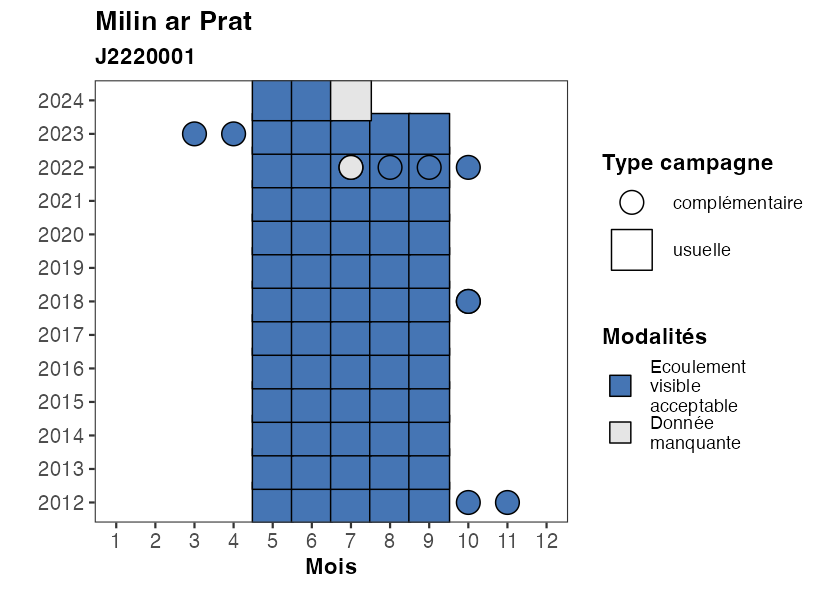 Milin ar Prat
J2220001
2024
2023
2022
2021
2020
2019
2018
2017
2016
2015
2014
2013
2012
1 2 3 4 5 6 7 8 9 10 11 12
Mois
Type campagne
complémentaire
usuelle
Modalités
Ecoulement
visible
acceptable
Donnée
manquante